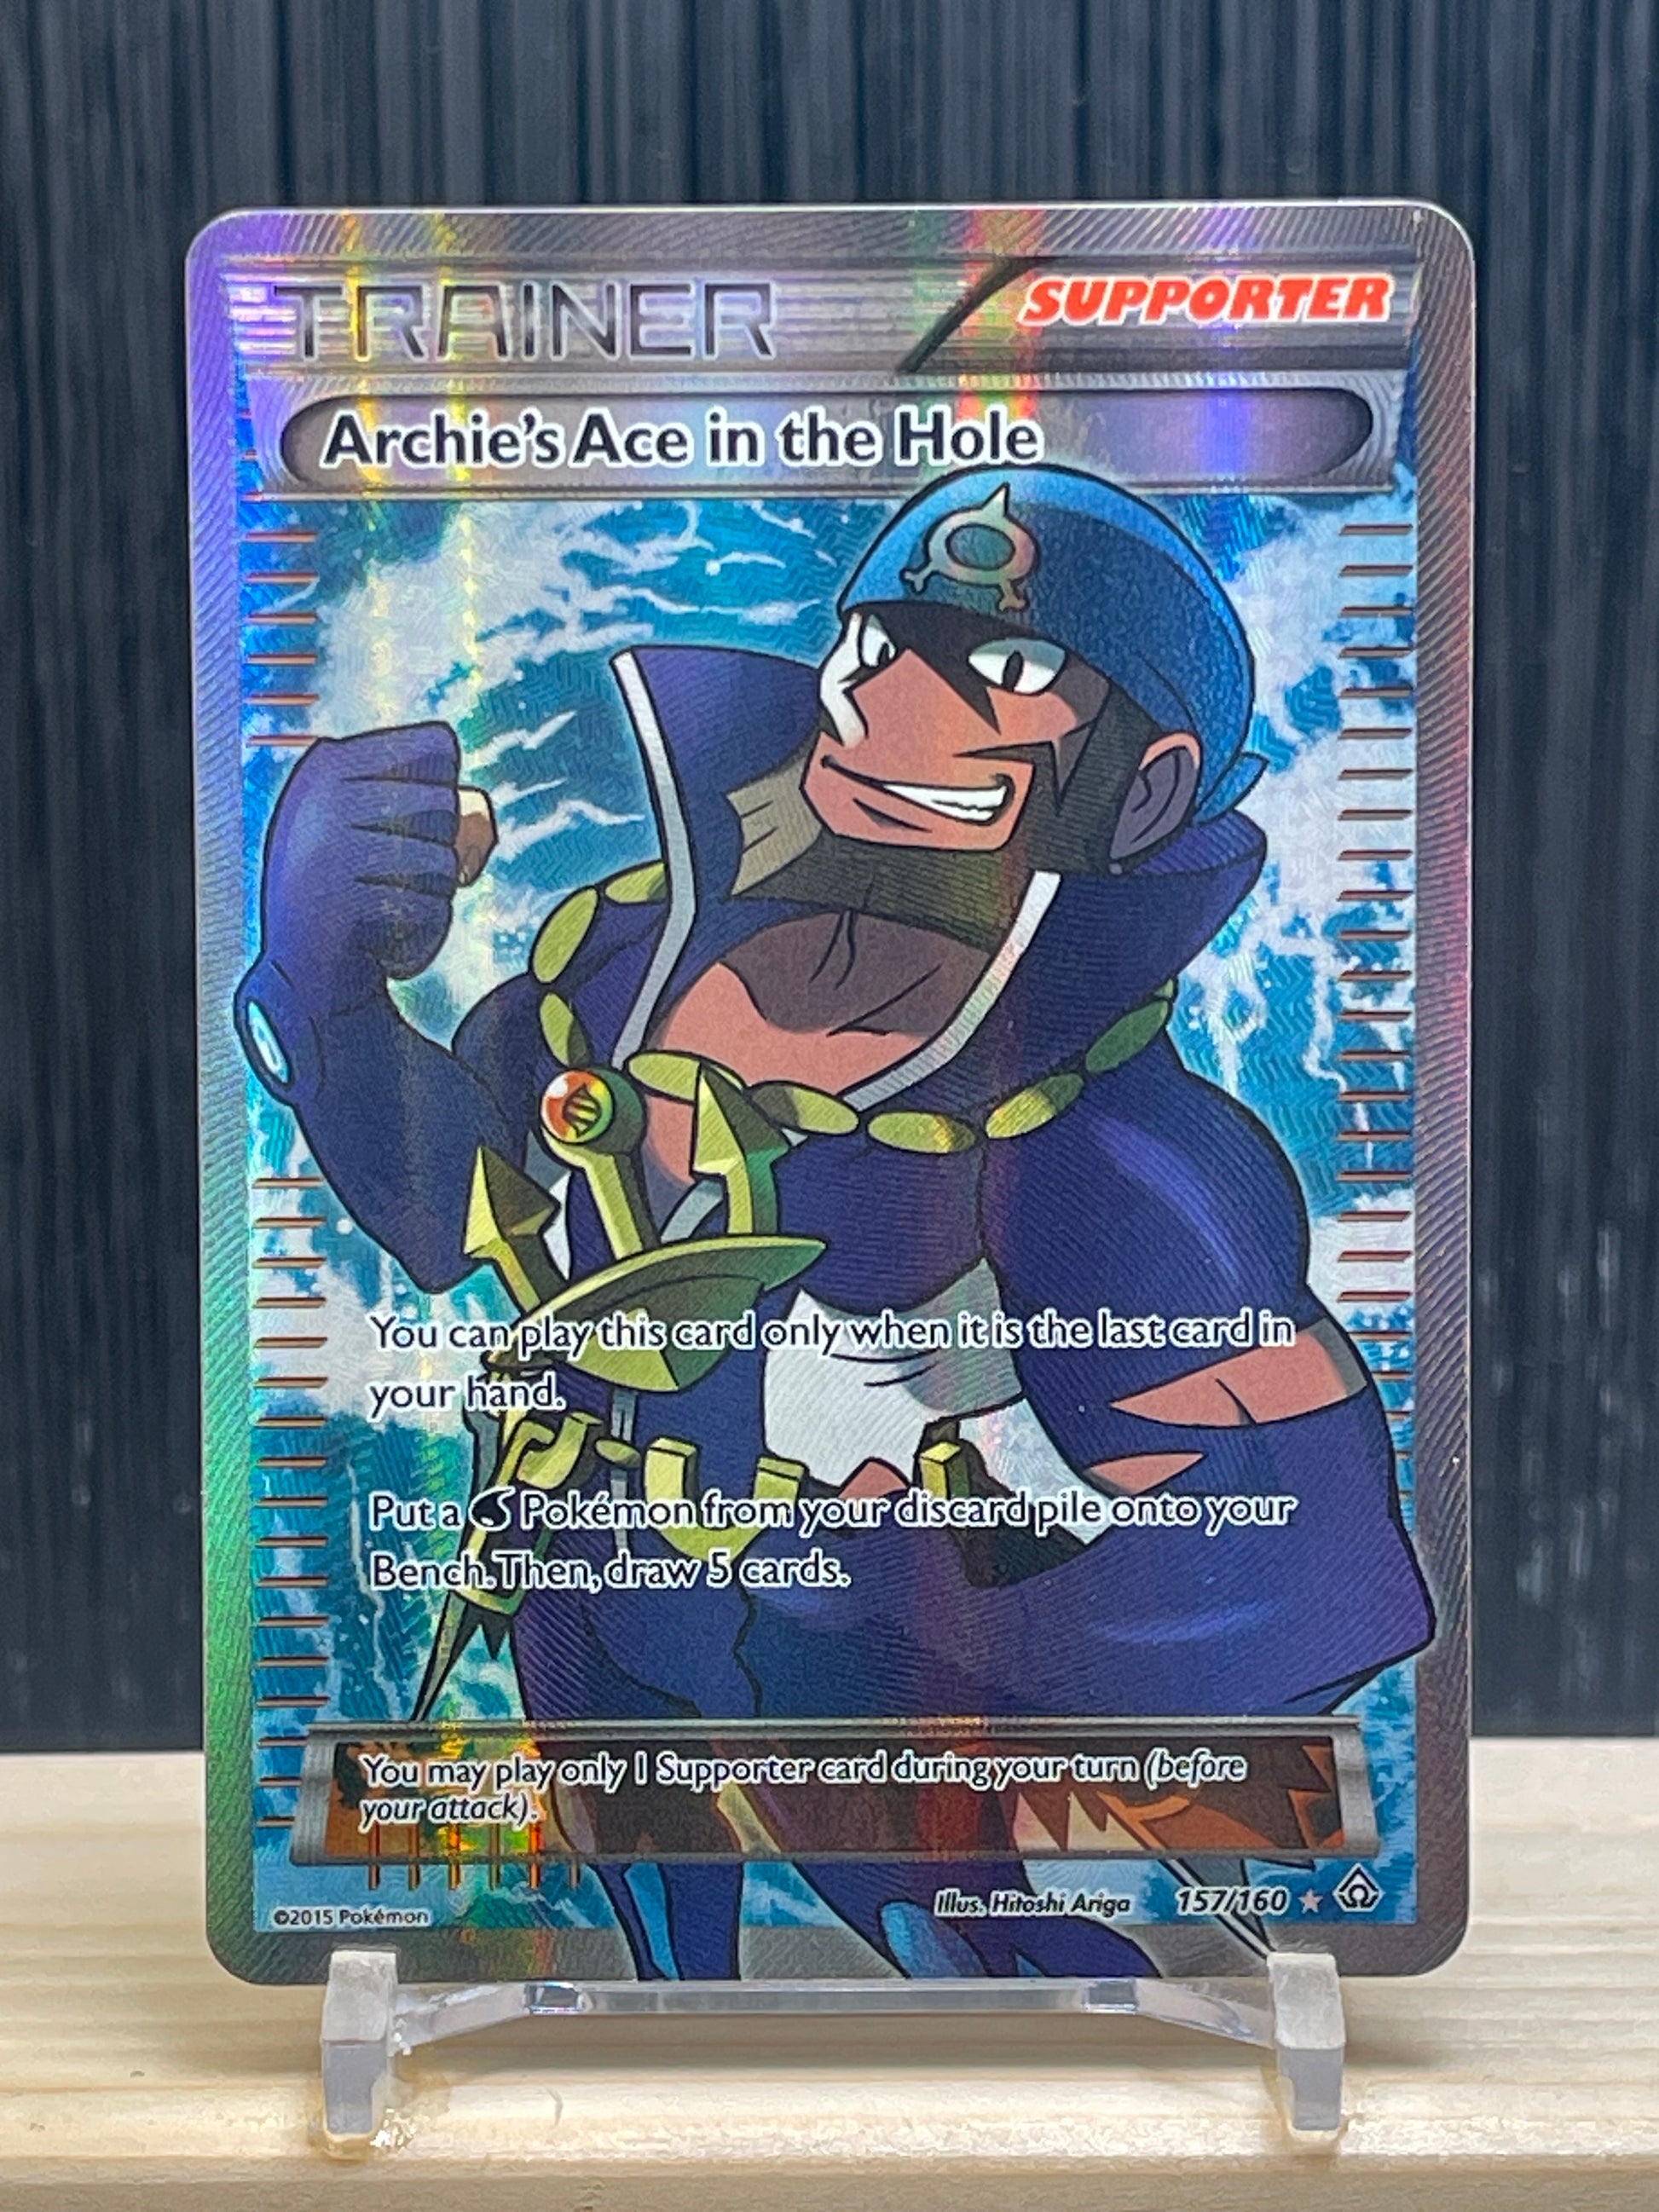 TRAINER
SUPPORTER
Archie's Ace in the Hole
You can play this card only when it is the last card in
your hand.
Put a Pokémon from your discard pile onto your
Bench. Then, draw 5 cards.
You may play only 1 Supporter card during your turn (before
your attack).
©2015 Pokémon
Illus. Hitoshi Ariga
157/160